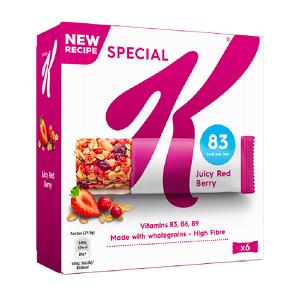 NEW
RECIPE
SPECIAL
K
83
kcal per bar
Juicy Red
Berry
Vitamins B3, B6, B9
Made with wholegrains - High Fibre
x6